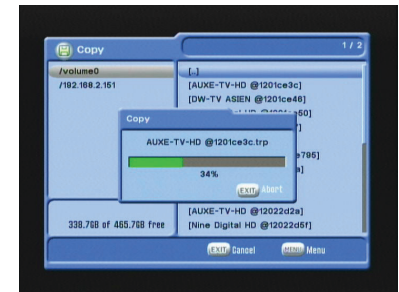 Copy
1 / 2
/volume0
/192.168.2.151
[..]
[AUXE-TV-HD @1201ce3c]
[DW-TV ASIEN @1201ce46]
Copy
AUXE-TV-HD @1201ce3c.trp
34%
EXIT Abort
[AUXE-TV-HD @12022d2a]
[Nine Digital HD @12022d5f]
338.7GB of 465.7GB free
EXIT Cancel
MENU Menu